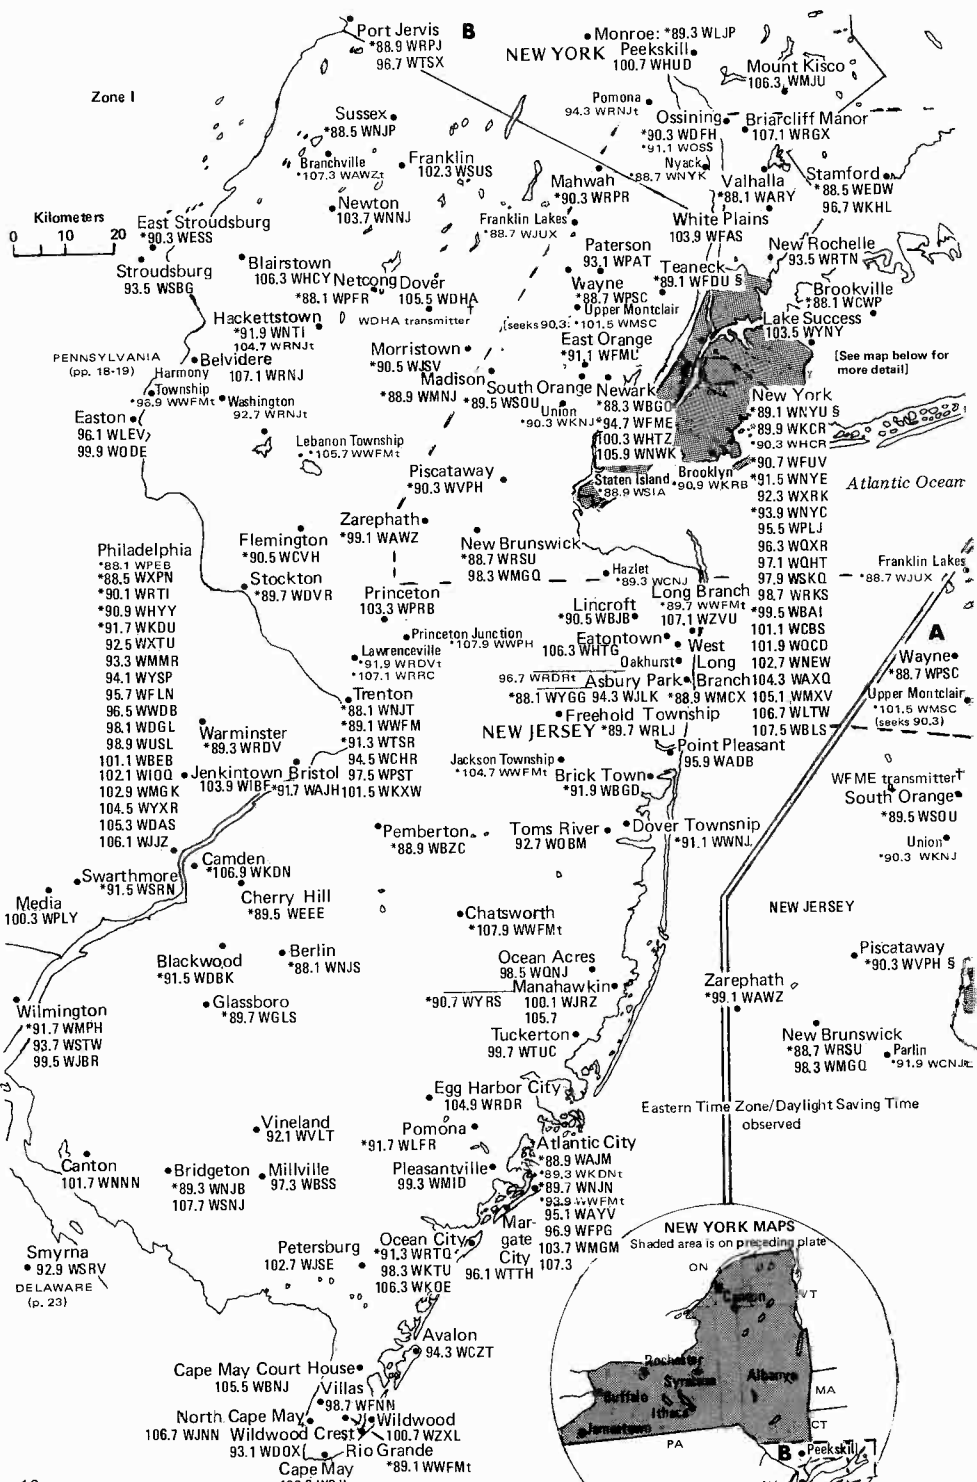 Port Jervis
*88.9 WRPJ
96.7 WTSX
B
Monroe: *89.3 WLJP
NEW YORK
Peekskill
100.7 WHUD
Mount Kisco
106.3 WMJU
Zone I
Pomona
94.3 WRNJt
Sussex
*88.5 WNJP
Ossining
*90.3 WDFH
*91.1 WOSS
Briarcliff Manor
107.1 WRGX
Branchville
*107.3 WAWZt
Franklin
102.3 WSUS
Nyack
*88.7 WNYK
Mahwah
*90.3 WRPR
Valhalla
*88.1 WARY
Stamford
*88.5 WEDW
96.7 WKHL
Newton
103.7 WNNJ
Kilometers
0 10 20
East Stroudsburg
*90.3 WESS
Franklin Lakes
*88.7 WJUX
White Plains
103.9 WFAS
Stroudsburg
93.5 WSBG
Blairstown
106.3 WHCY
Paterson
93.1 WPAT
New Rochelle
93.5 WRTN
Netcong
*88.1 WPFR
Dover
105.5 WDHA
Wayne
*88.7 WPSC
Teaneck
*89.1 WFDU §
Brookville
*88.1 WCWP
Hackettstown
*91.9 WNTI
104.7 WRNJt
WDHA transmitter †
Upper Montclair
(seeks 90.3: *101.5 WMSC
Lake Success
103.5 WYNY
PENNSYLVANIA
(pp. 18-19)
Belvidere
107.1 WRNJ
Morristown
*90.5 WJSV
East Orange
*91.1 WFML
[See map below for
more detail]
Harmony
Township
*96.9 WWFMt
Washington
92.7 WRNJt
Madison
*88.9 WMNJ
South Orange
*89.5 WSOU
Newark
*88.3 WBGO
*94.7 WFME
100.3 WHTZ
105.9 WNWK
Union
*90.3 WKNJ
Easton
96.1 WLEV
99.9 WODE
Lebanon Township
*105.7 WWFMt
New York
*89.1 WNYU §
*89.9 WKCR
*90.3 WHCR
*90.7 WFUV
*91.5 WNYE
92.3 WXRK
*93.9 WNYC
95.5 WPLJ
96.3 WQXR
97.1 WQHT
97.9 WSKQ
98.7 WRKS
*99.5 WBAI
101.1 WCBS
101.9 WQCD
102.7 WNEW
104.3 WAXQ
105.1 WMXV
106.7 WLTW
107.5 WBLS
Piscataway
*90.3 WVPH
Staten Island
*88.9 WSIA
Brooklyn
*90.9 WKRB
Atlantic Ocean
Zarephath
*99.1 WAWZ
Flemington
*90.5 WCVH
New Brunswick
*88.7 WRSU
98.3 WMGQ
Philadelphia
*88.1 WPEB
*88.5 WXPN
*90.1 WRTI
*90.9 WHYY
*91.7 WKDU
92.5 WXTU
93.3 WMMR
94.1 WYSP
95.7 WFLN
96.5 WWDB
98.1 WDGL
98.9 WUSL
101.1 WBEB
102.1 WIOQ
102.9 WMGK
104.5 WYXR
105.3 WDAS
106.1 WJJZ
Stockton
*89.7 WDVR
Hazlet
*89.3 WCNJ
Franklin Lakes
*88.7 WJUX
Princeton
103.3 WPRB
Lincroft
*90.5 WBJB
Long Branch
*89.7 WWFMt
107.1 WZVU
Princeton Junction
*107.9 WWPH
Eatontown
106.3 WHTG
West
Long
Branch
*88.9 WMCX
A
Lawrenceville
*91.9 WRDVt
*107.1 WRRC
Oakhurst
96.7 WRDRt
Asbury Park
*88.1 WYGG 94.3 WJLK
Wayne
*88.7 WPSC
Upper Montclair
*101.5 WMSC
(seeks 90.3)
Trenton
*88.1 WNJT
*89.1 WWFM
*91.3 WTSR
94.5 WCHR
97.5 WPST
101.5 WKXW
Freehold Township
*89.7 WRLJ
NEW JERSEY
Warminster
*89.3 WRDV
Point Pleasant
95.9 WADB
Jackson Township
*104.7 WWFMt
Jenkintown
103.9 WIBF
Bristol
*91.7 WAJH
Brick Town
*91.9 WBGD
WFME transmitter†
South Orange
*89.5 WSOU
Pemberton
*88.9 WBZC
Toms River
92.7 WOBM
Dover Townsnip
*91.1 WWNJ
Union
*90.3 WKNJ
Camden
*106.9 WKDN
Swarthmore
*91.5 WSRN
Media
100.3 WPLY
Cherry Hill
*89.5 WEEE
Chatsworth
*107.9 WWFMt
NEW JERSEY
Blackwood
*91.5 WDBK
Berlin
*88.1 WNJS
Ocean Acres
98.5 WQNJ
Piscataway
*90.3 WVPH §
Manahawkin
*90.7 WYRS
100.1 WJRZ
105.7
Zarephath
*99.1 WAWZ
Wilmington
*91.7 WMPH
93.7 WSTW
99.5 WJBR
Glassboro
*89.7 WGLS
Tuckerton
99.7 WTUC
New Brunswick
*88.7 WRSU
98.3 WMGQ
Parlin
*91.9 WCNJt
Egg Harbor City
104.9 WRDR
Eastern Time Zone/Daylight Saving Time
observed
Vineland
92.1 WVLT
Pomona
*91.7 WLFR
Atlantic City
*88.9 WAJM
*89.3 WKDNt
*89.7 WNJN
*93.9 WWFMt
95.1 WAYV
96.9 WFPG
103.7 WMGM
107.3
Canton
101.7 WNNN
Bridgeton
*89.3 WNJB
107.7 WSNJ
Millville
97.3 WBSS
Pleasantville
99.3 WMID
Mar-
gate
City
96.1 WTTH
NEW YORK MAPS
Shaded area is on preceding plate
Smyrna
92.9 WSRV
DELAWARE
(p. 23)
Petersburg
102.7 WJSE
Ocean City
*91.3 WRTQ
98.3 WKTU
106.3 WKOE
ON
VT
Canton
Avalon
94.3 WCZT
Rochester
Syracuse
Albany
Buffalo
Ithaca
Jamestown
MA
CT
PA
B
Peekskill
Cape May Court House
105.5 WBNJ
Villas
*98.7 WFNN
North Cape May
106.7 WJNN
Wildwood
100.7 WZXL
Wildwood Crest
93.1 WDOX
Rio Grande
*89.1 WWFMt
Cape May